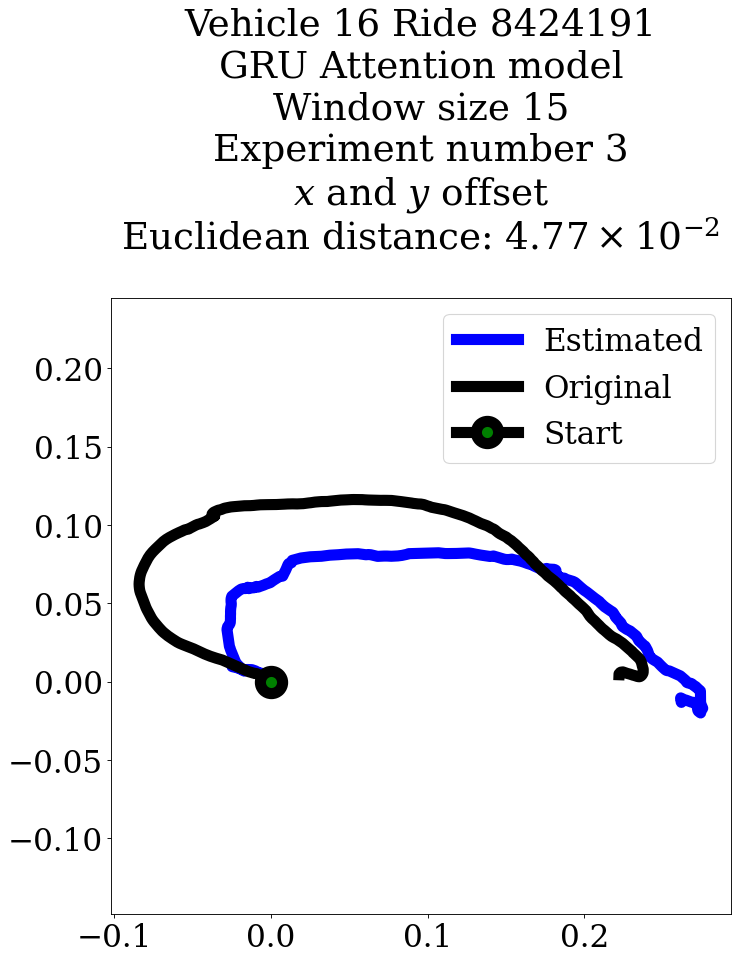 Vehicle 16 Ride 8424191
GRU Attention model
Window size 15
Experiment number 3
x and y offset
Euclidean distance: 4.77 × 10⁻²
Estimated
Original
Start
0.20
0.15
0.10
0.05
0.00
−0.05
−0.10
−0.1 0.0 0.1 0.2